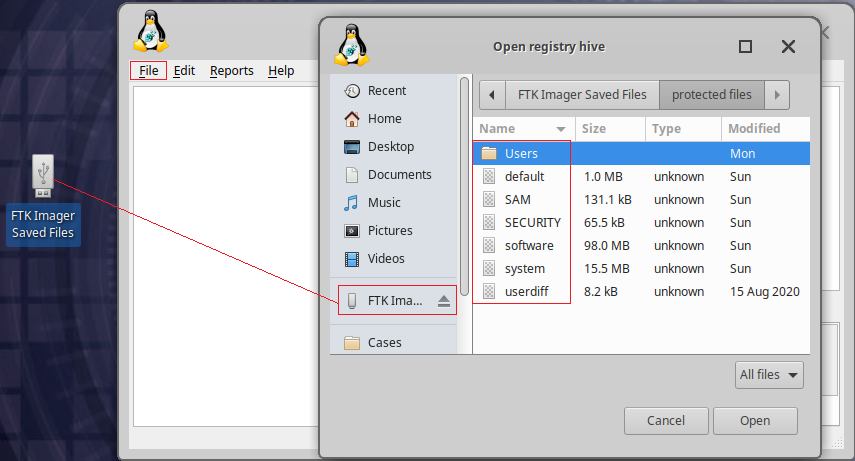 FTK Imager
Saved Files
File Edit Reports Help
Open registry hive
Recent
Home
Desktop
Documents
Music
Pictures
Videos
FTK Ima...
Cases
FTK Imager Saved Files protected files
Name Size Type Modified
Users Mon
default 1.0 MB unknown Sun
SAM 131.1 kB unknown Sun
SECURITY 65.5 kB unknown Sun
software 98.0 MB unknown Sun
system 15.5 MB unknown Sun
userdiff 8.2 kB unknown 15 Aug 2020
All files
Cancel Open